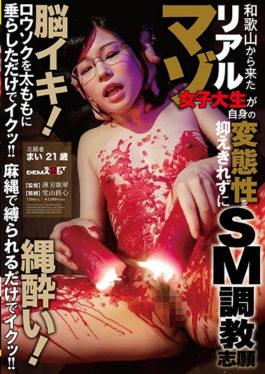 和歌山から来た
リアル
マゾ
女子大生が
自身の
変態性を
抑えきれずに
SM調教
志願
脳イキ!
ロウソクを太ももに
垂らしただけでイクッ!!
縄酔い!
麻縄で縛られるだけでイクッ!!
志願者
まい 21歳